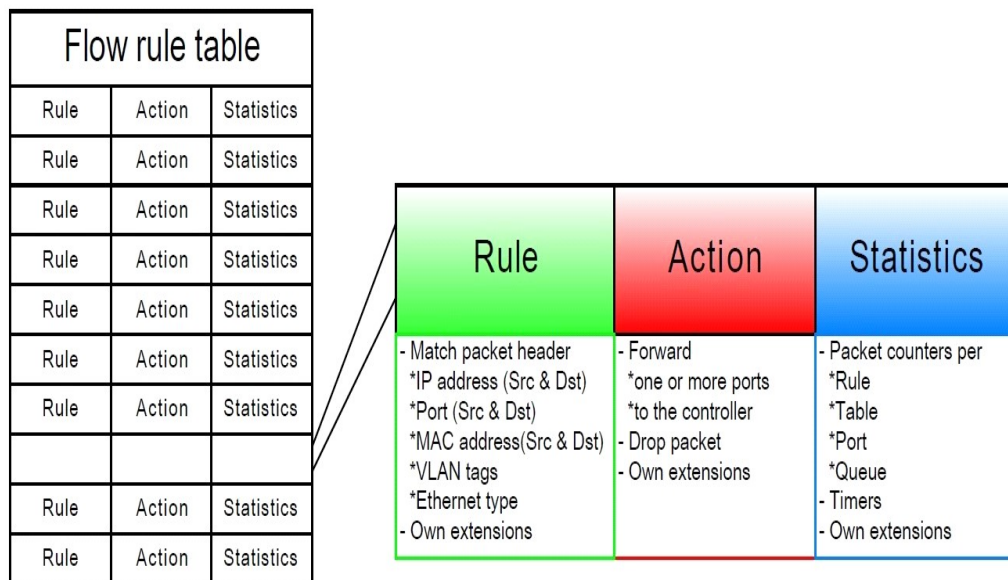 Flow rule table
Rule Action Statistics
Rule Action Statistics
Rule Action Statistics
Rule Action Statistics
Rule Action Statistics
Rule Action Statistics
Rule Action Statistics
Rule Action Statistics
Rule Action Statistics
Rule
- Match packet header
*IP address (Src & Dst)
*Port (Src & Dst)
*MAC address(Src & Dst)
*VLAN tags
*Ethernet type
- Own extensions
Action
- Forward
*one or more ports
*to the controller
- Drop packet
- Own extensions
Statistics
- Packet counters per
*Rule
*Table
*Port
*Queue
- Timers
- Own extensions